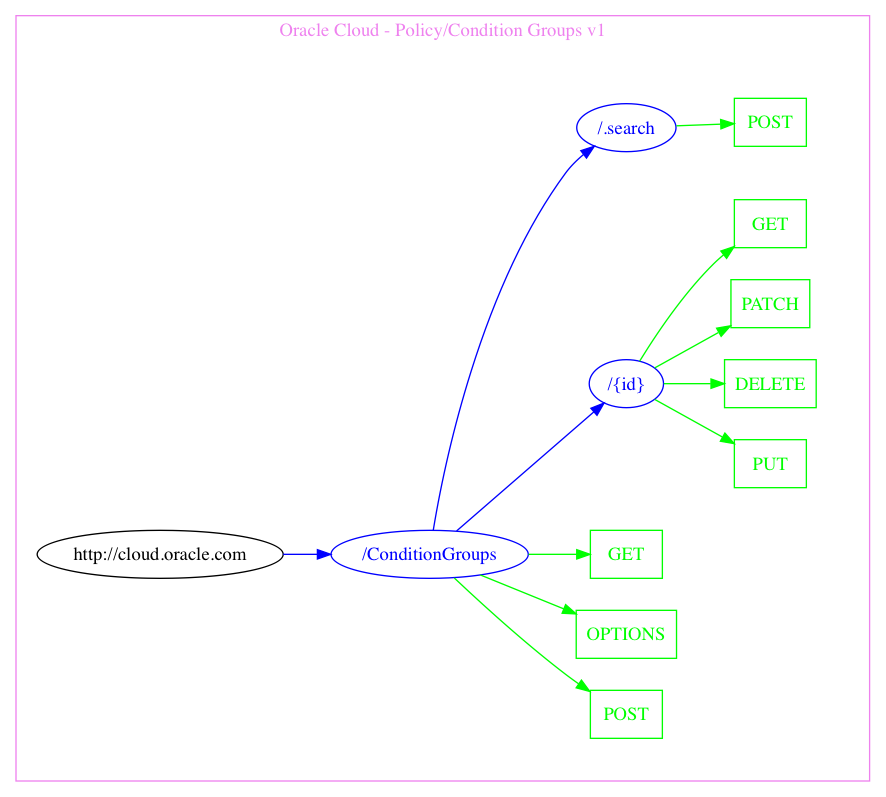 Oracle Cloud - Policy/Condition Groups v1
/.search
POST
GET
PATCH
/{id}
DELETE
PUT
http://cloud.oracle.com
/ConditionGroups
GET
OPTIONS
POST